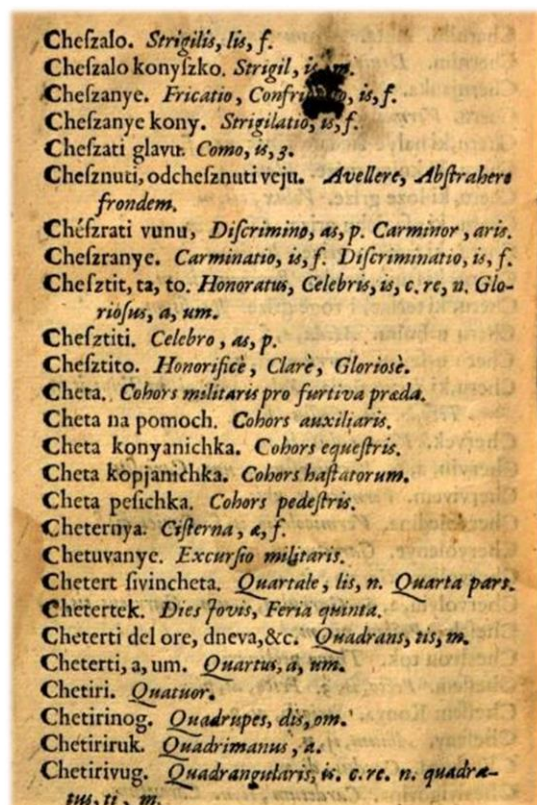 Cheſzalo. Strigilis, lis, f.
Cheſzalo konyſzko. Strigil, is, m.
Cheſzanye. Fricatio, Confricatio, is, f.
Cheſzanye kony. Strigilatio, is, f.
Cheſzati glavu. Como, is, 3.
Cheſznuti, odcheſznuti veju. Avellere, Abſtrahere
frondem.
Chéſzrati vunu, Diſcrimino, as, p. Carminor, aris.
Cheſzranye. Carminatio, is, f. Diſcriminatio, is, f.
Cheſztit, ta, to. Honoratus, Celebris, is, c. re, n. Glo-
rioſus, a, um.
Cheſztiti. Celebro, as, p.
Cheſztito. Honorificè, Clarè, Glorioſè.
Cheta. Cohors militaris pro furtiva præda.
Cheta na pomoch. Cohors auxiliaris.
Cheta konyanichka. Cohors equeſtris.
Cheta kopjanichka. Cohors haſtatorum.
Cheta peſichka. Cohors pedeſtris.
Cheternya. Ciſterna, æ, f.
Chetuvanye. Excurſio militaris.
Chetert ſivincheta. Quartale, lis, n. Quarta pars.
Chetertek. Dies Jovis, Feria quinta.
Cheterti del ore, dneva, &c. Quadrans, tis, m.
Cheterti, a, um. Quartus, a, um.
Chetiri. Quatuor.
Chetirinog. Quadrupes, dis, om.
Chetiriruk. Quadrimanus, a.
Chetirivug. Quadrangularis, is. c. re. n. quadra-
tus, ti, m.